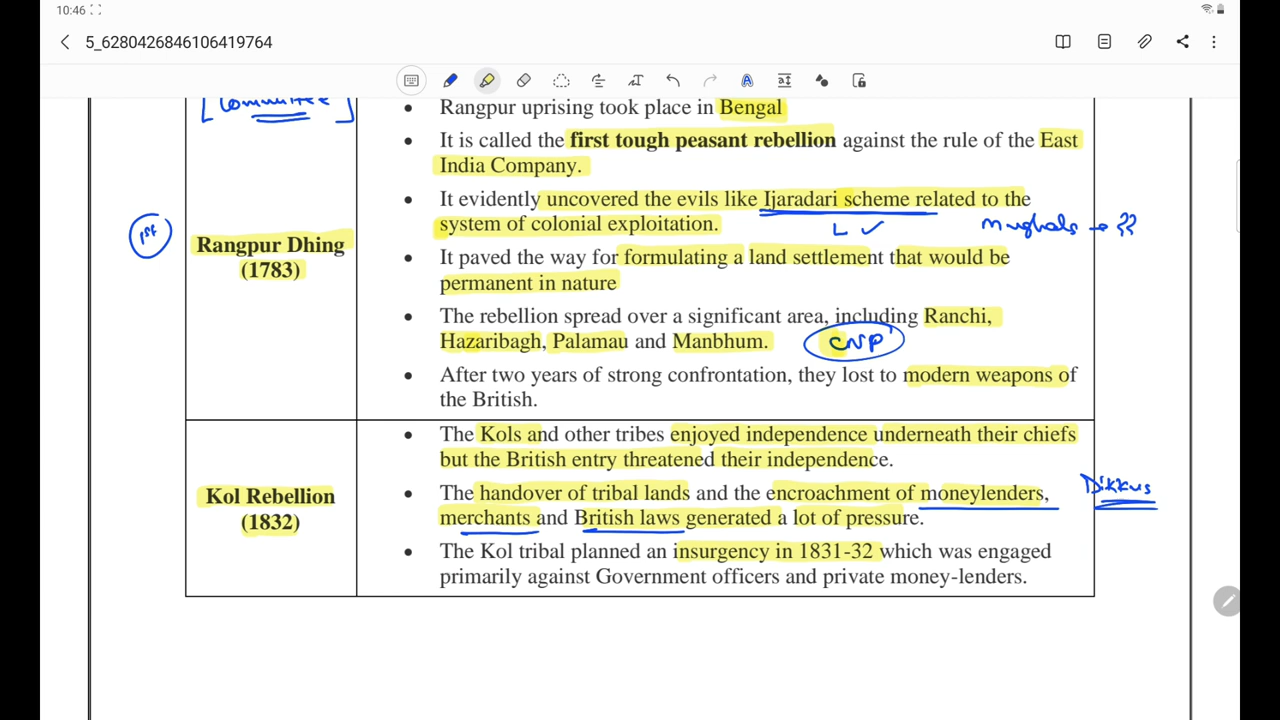 10:46
5_6280426846106419764
[Committee]
Rangpur uprising took place in Bengal
It is called the first tough peasant rebellion against the rule of the East
India Company.
It evidently uncovered the evils like Ijaradari scheme related to the
system of colonial exploitation.
Mughals → ??
1st
Rangpur Dhing
(1783)
It paved the way for formulating a land settlement that would be
permanent in nature
The rebellion spread over a significant area, including Ranchi,
Hazaribagh, Palamau and Manbhum.
CNP
After two years of strong confrontation, they lost to modern weapons of
the British.
Kol Rebellion
(1832)
The Kols and other tribes enjoyed independence underneath their chiefs
but the British entry threatened their independence.
The handover of tribal lands and the encroachment of moneylenders,
merchants and British laws generated a lot of pressure.
Dikkus
The Kol tribal planned an insurgency in 1831-32 which was engaged
primarily against Government officers and private money-lenders.